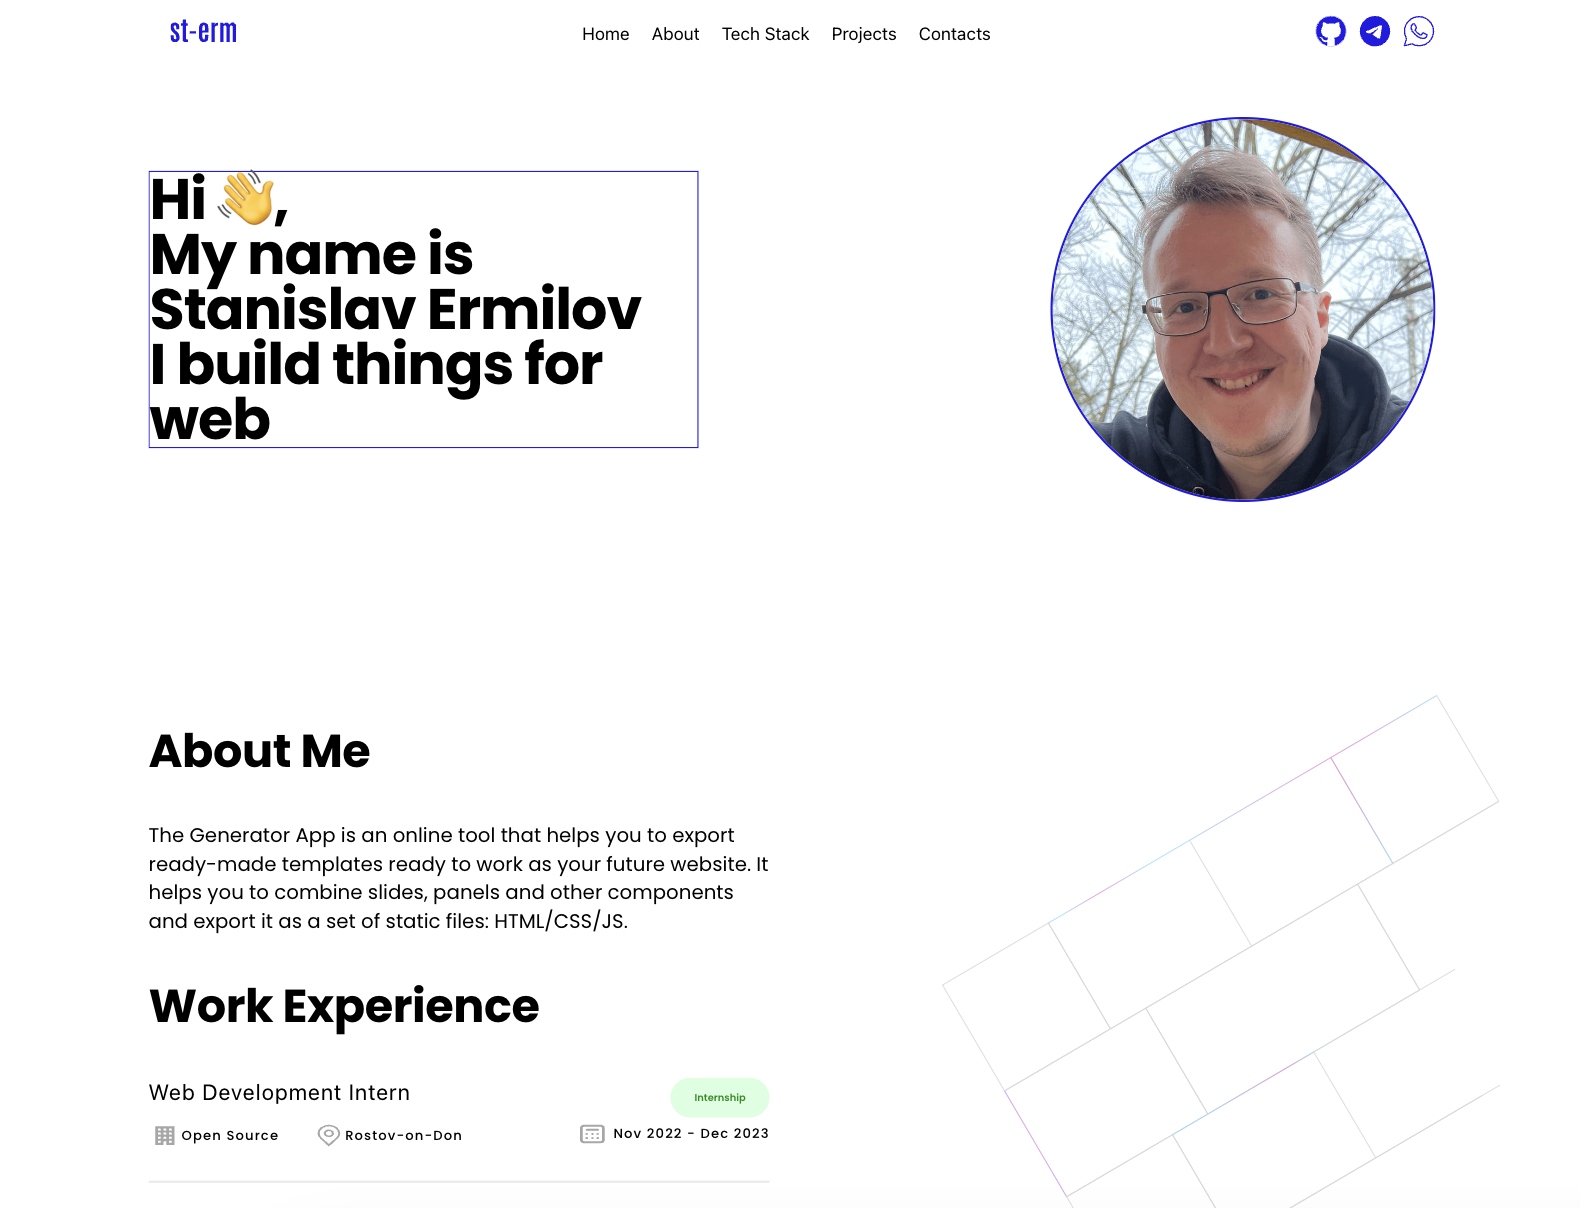 st-erm
Home About Tech Stack Projects Contacts
Hi 👋,
My name is
Stanislav Ermilov
I build things for
web
About Me
The Generator App is an online tool that helps you to export
ready-made templates ready to work as your future website. It
helps you to combine slides, panels and other components
and export it as a set of static files: HTML/CSS/JS.
Work Experience
Web Development Intern
Internship
Open Source Rostov-on-Don Nov 2022 - Dec 2023